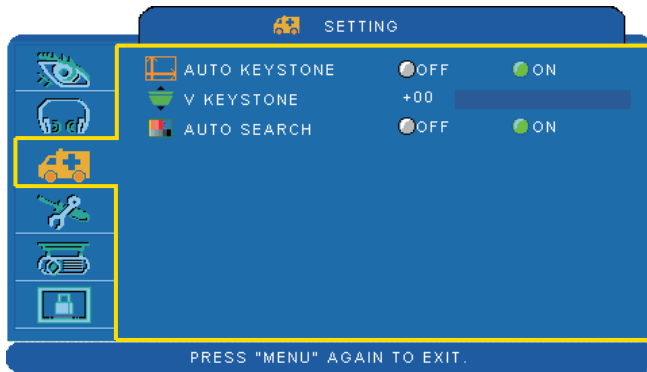 SETTING
AUTO KEYSTONE OFF ON
V KEYSTONE +00
AUTO SEARCH OFF ON
PRESS "MENU" AGAIN TO EXIT.